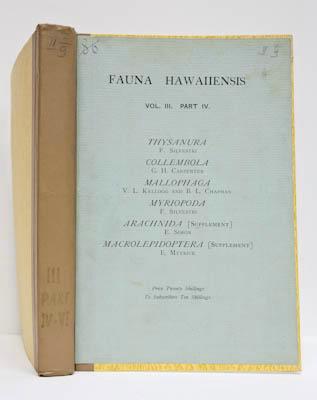 FAUNA HAWAIIENSIS
VOL. III. PART IV.
THYSANURA
F. SILVESTRI
COLLEMBOLA
G. H. CARPENTER
MALLOPHAGA
V. L. KELLOGG AND B. L. CHAPMAN
MYRIOPODA
F. SILVESTRI
ARACHNIDA [SUPPLEMENT]
E. SIMON
MACROLEPIDOPTERA [SUPPLEMENT]
E. MEYRICK
Price Twenty Shillings
To Subscribers Ten Shillings
III
PART
IV-VI